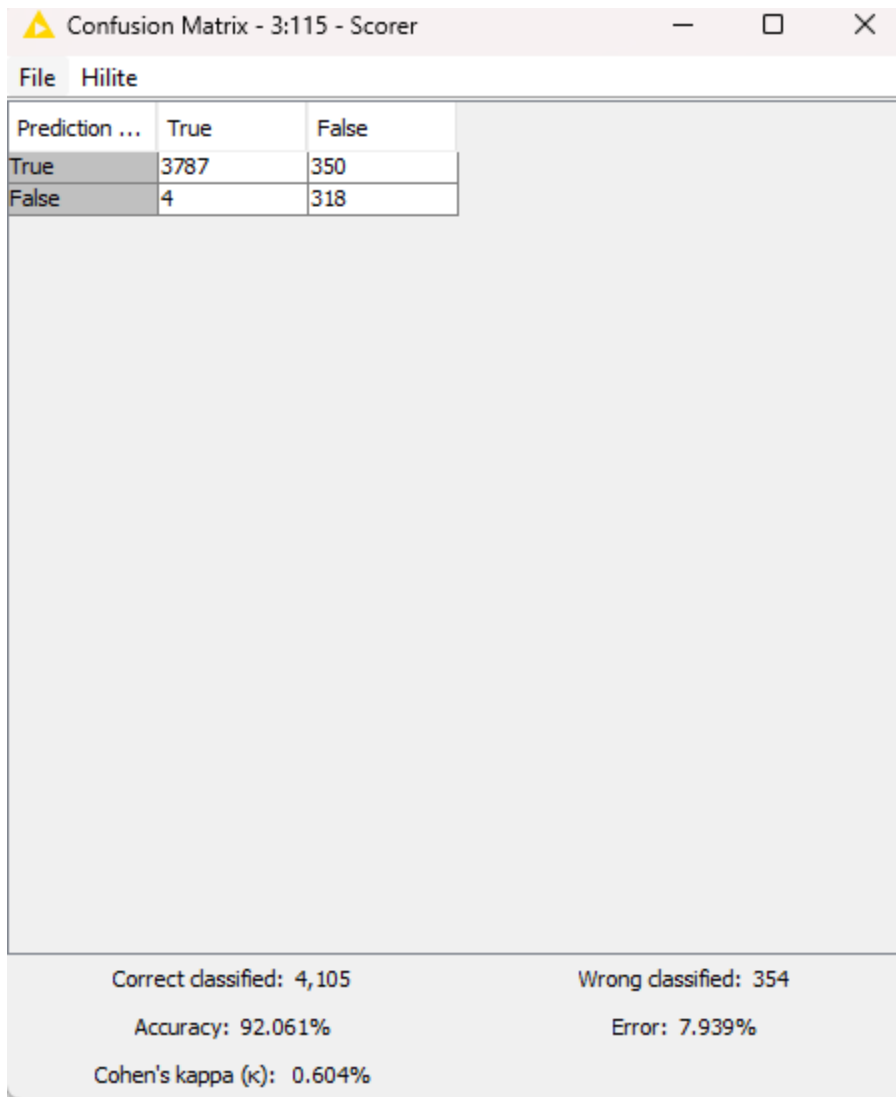 Confusion Matrix - 3:115 - Scorer
File Hilite
Prediction ... True False
True 3787 350
False 4 318
Correct classified: 4,105 Wrong classified: 354
Accuracy: 92.061% Error: 7.939%
Cohen's kappa (κ): 0.604%